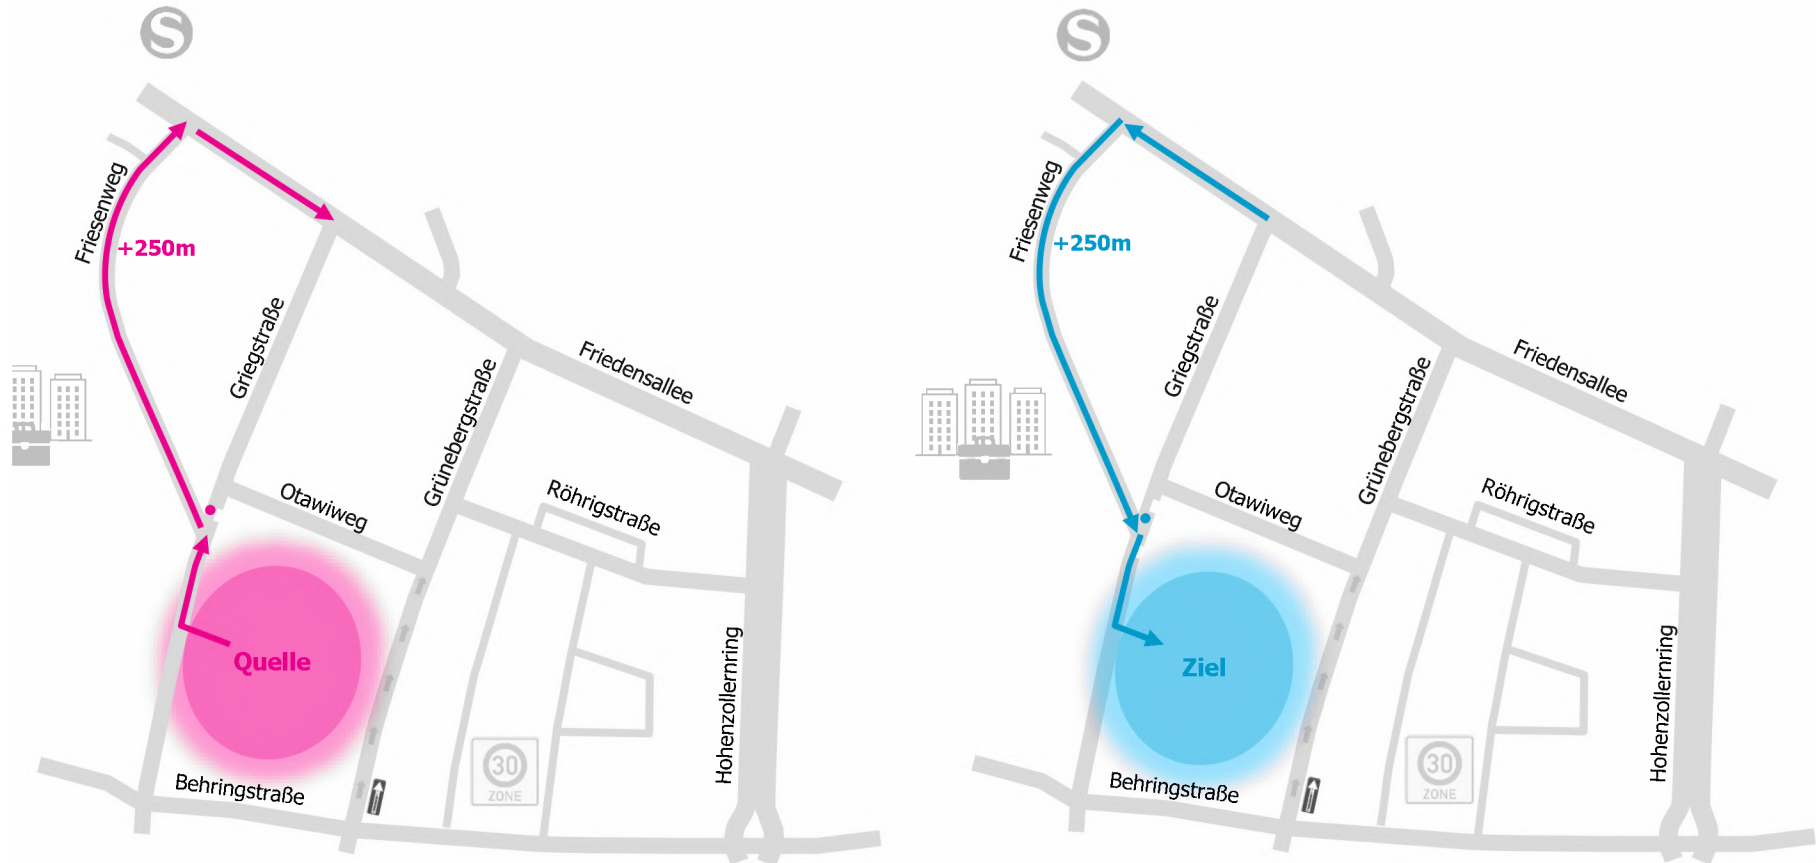 S
Friesenweg
+250m
Griegstraße
Friedensallee
Grünebergstraße
Otawiweg
Röhrigstraße
Quelle
Hohenzollernring
30
ZONE
Behringstraße
S
Friesenweg
+250m
Griegstraße
Friedensallee
Grünebergstraße
Otawiweg
Röhrigstraße
Ziel
Hohenzollernring
30
ZONE
Behringstraße